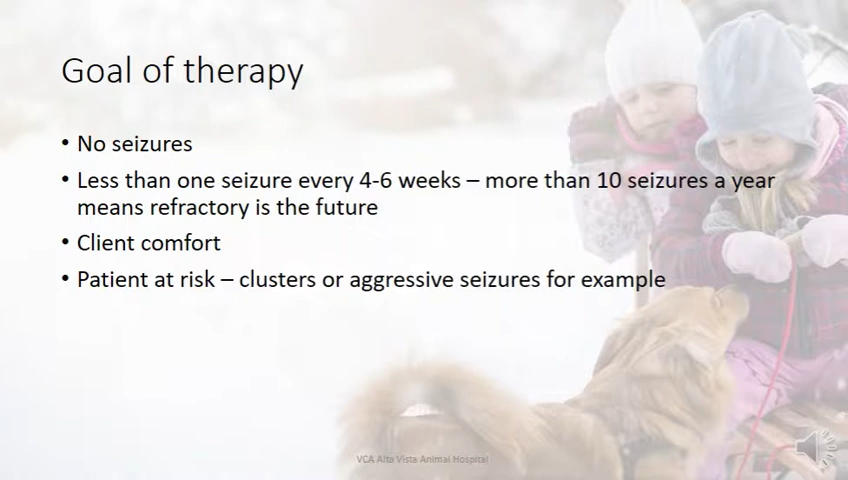 Goal of therapy
• No seizures
• Less than one seizure every 4-6 weeks – more than 10 seizures a year
means refractory is the future
• Client comfort
• Patient at risk – clusters or aggressive seizures for example
VCA Alta Vista Animal Hospital